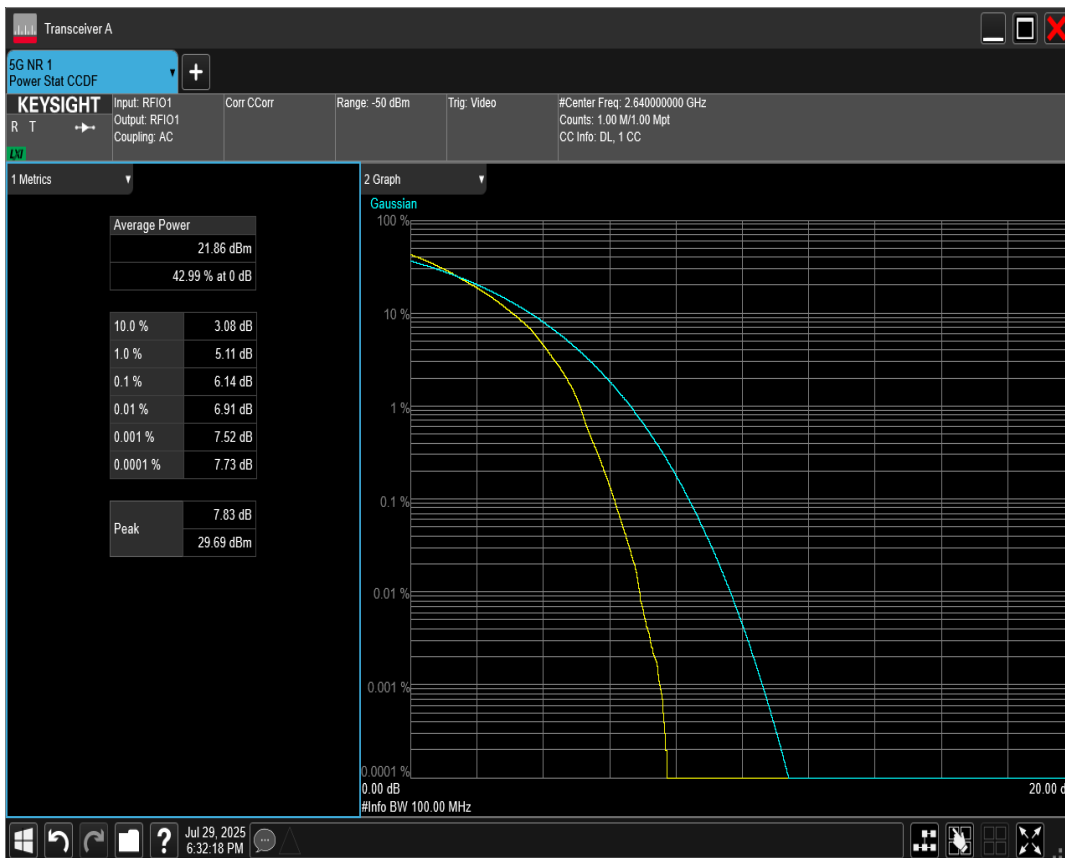 Transceiver A
5G NR 1
Power Stat CCDF
KEYSIGHT
R T
LXI
Input: RFIO1
Output: RFIO1
Coupling: AC
Corr CCorr
Range: -50 dBm
Trig: Video
#Center Freq: 2.640000000 GHz
Counts: 1.00 M/1.00 Mpt
CC Info: DL, 1 CC
1 Metrics
Average Power
21.86 dBm
42.99 % at 0 dB
10.0 % 3.08 dB
1.0 % 5.11 dB
0.1 % 6.14 dB
0.01 % 6.91 dB
0.001 % 7.52 dB
0.0001 % 7.73 dB
Peak
7.83 dB
29.69 dBm
2 Graph
Gaussian
100 %
10 %
1 %
0.1 %
0.01 %
0.001 %
0.0001 %
0.00 dB
20.00 d
#Info BW 100.00 MHz
?
Jul 29, 2025
6:32:18 PM